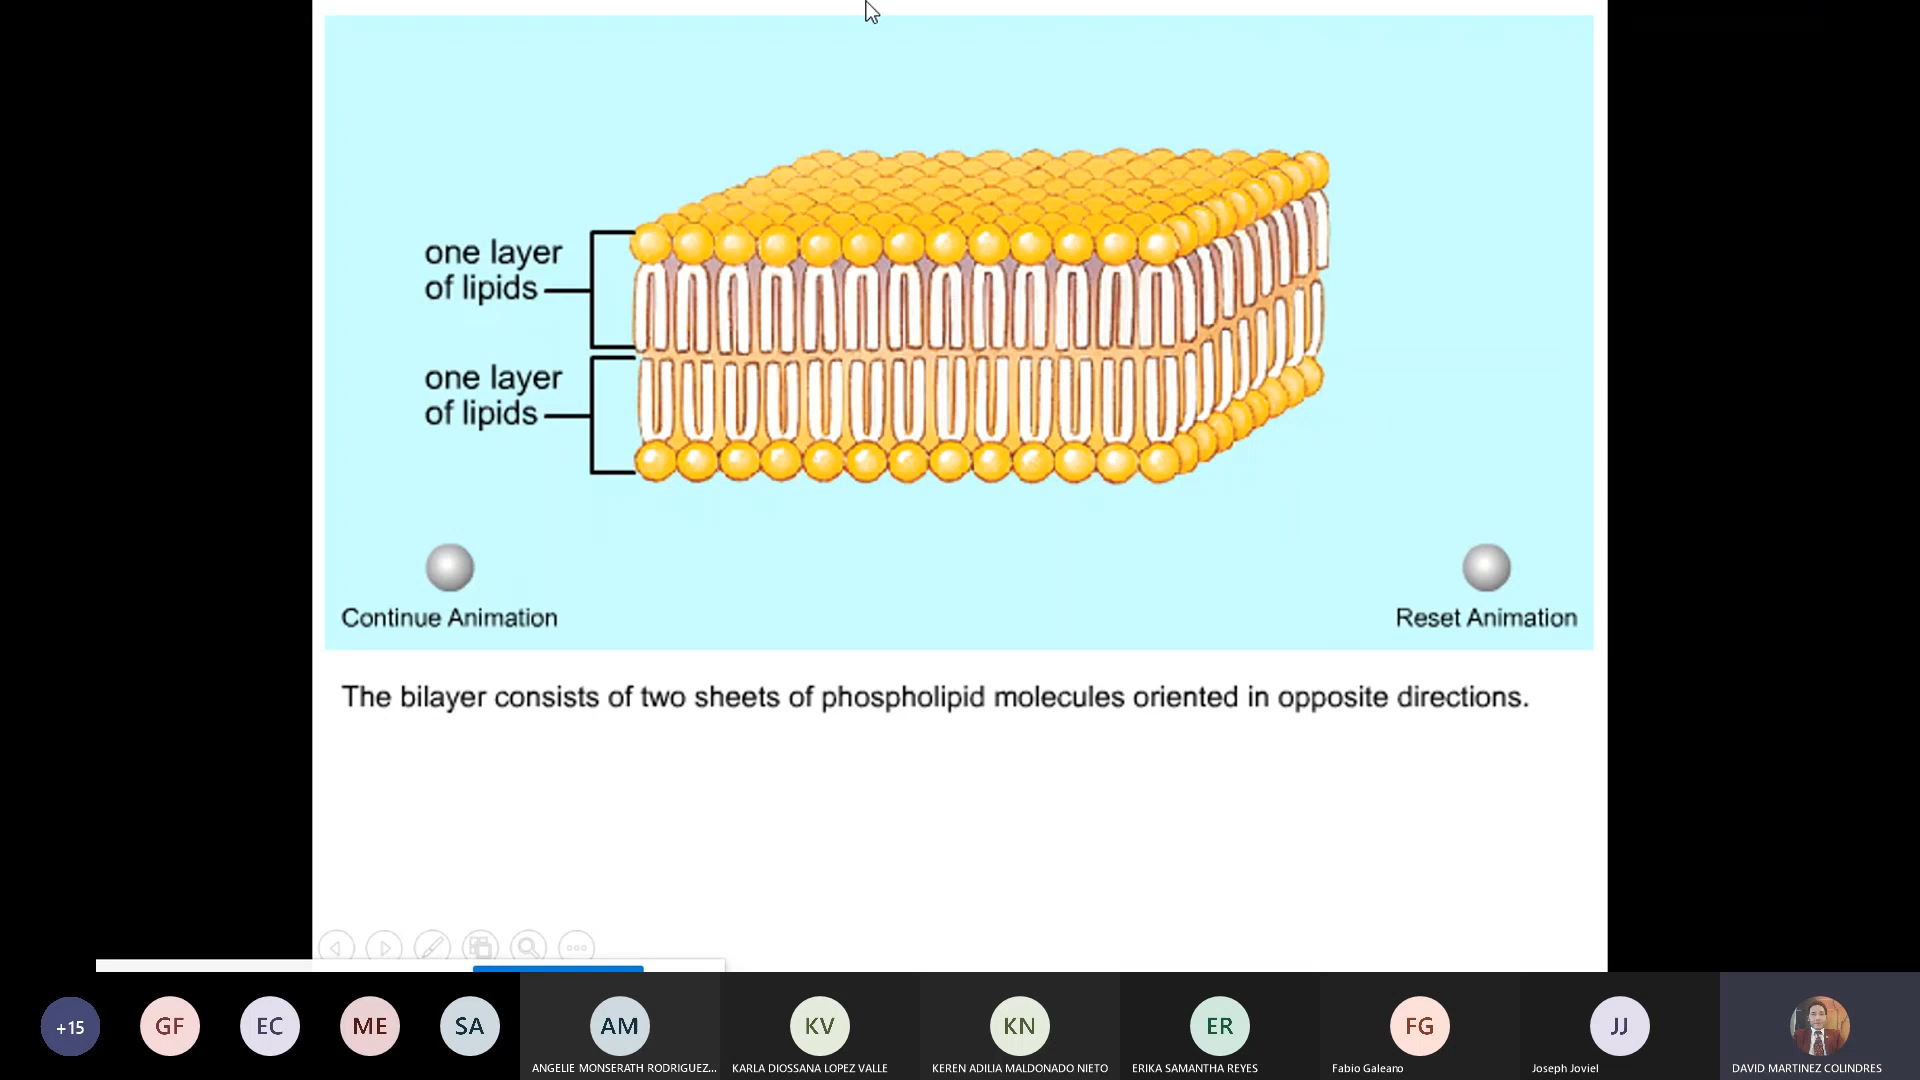 one layer
of lipids
one layer
of lipids
Continue Animation
Reset Animation
The bilayer consists of two sheets of phospholipid molecules oriented in opposite directions.
+15
GF
EC
ME
SA
AM
KV
KN
ER
FG
JJ
ANGELIE MONSERATH RODRIGUEZ...
KARLA DIOSSANA LOPEZ VALLE
KEREN ADILIA MALDONADO NIETO
ERIKA SAMANTHA REYES
Fabio Galeano
Joseph Joviel
DAVID MARTINEZ COLINDRES